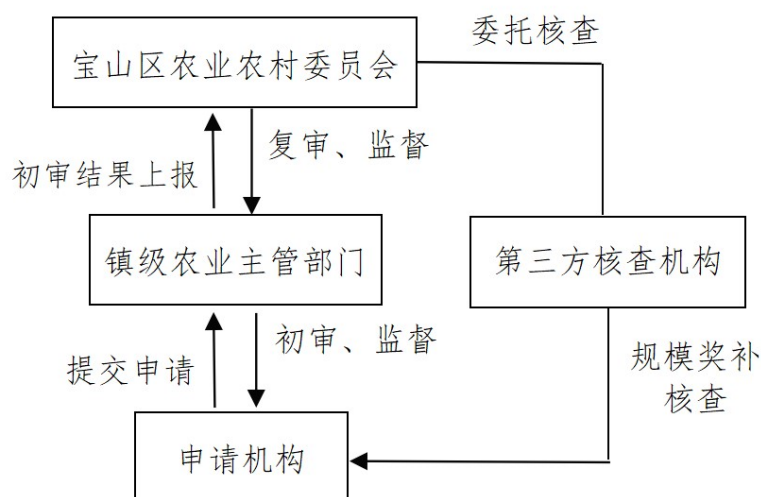 委托核查
宝山区农业农村委员会
复审、监督
初审结果上报
镇级农业主管部门
第三方核查机构
初审、监督
提交申请
规模奖补
核查
申请机构